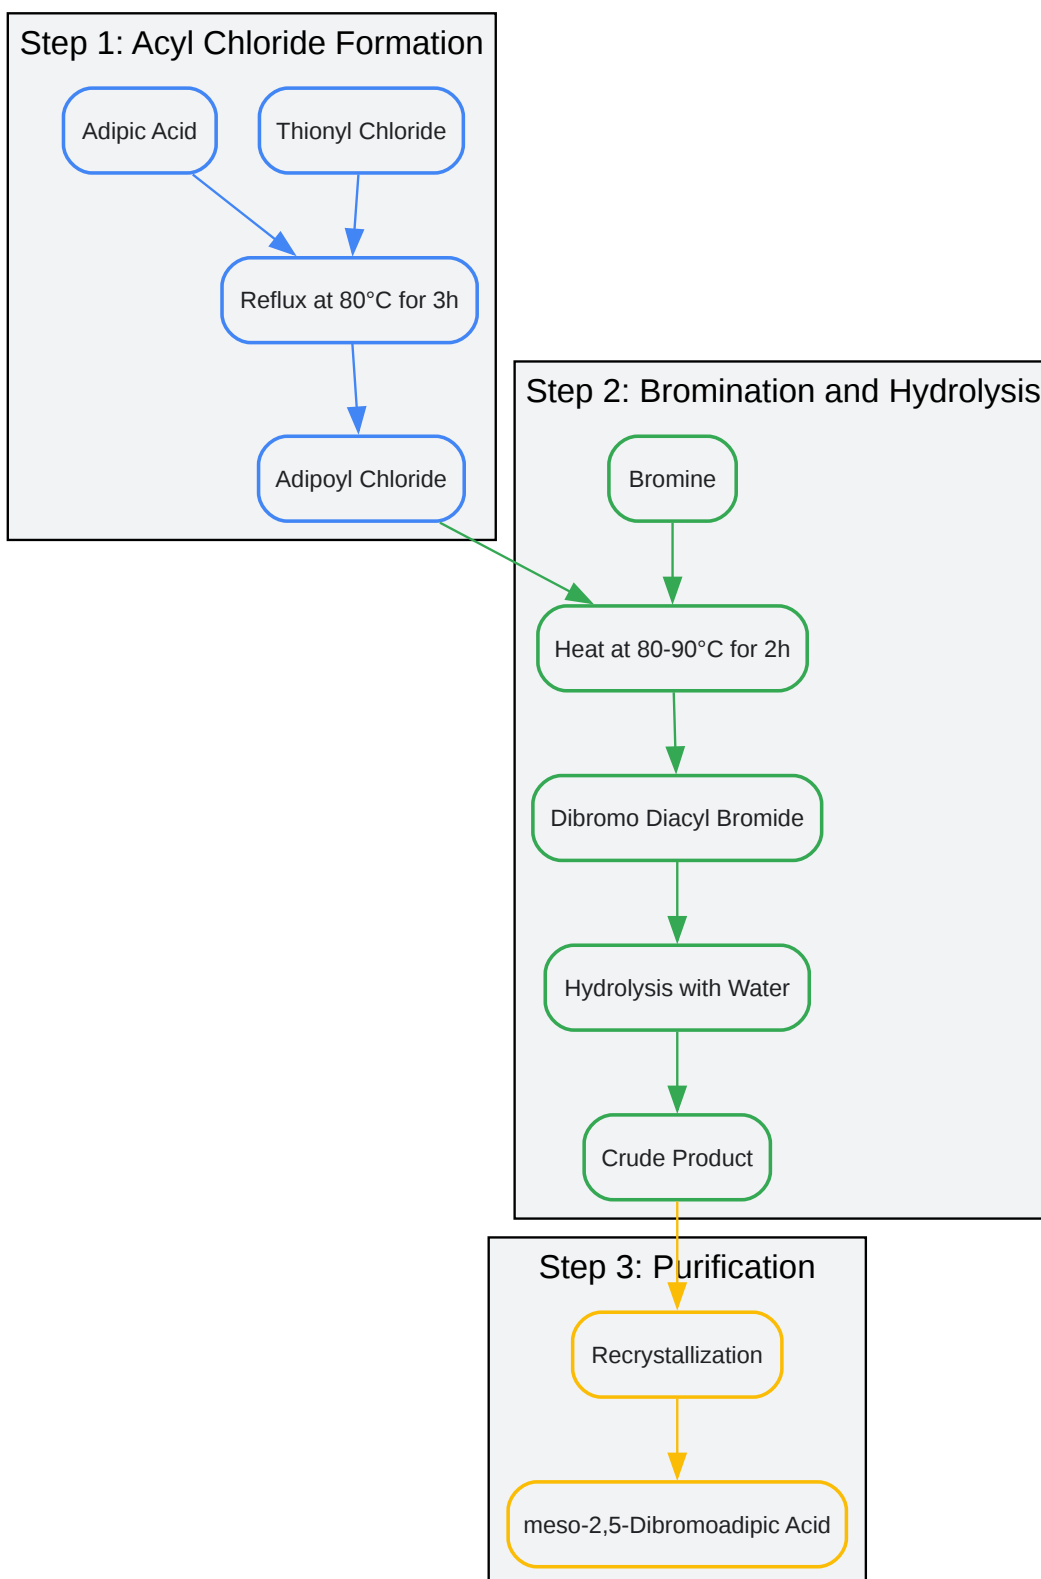 Step 1: Acyl Chloride Formation
Adipic Acid
Thionyl Chloride
Reflux at 80°C for 3h
Adipoyl Chloride
Step 2: Bromination and Hydrolysis
Bromine
Heat at 80-90°C for 2h
Dibromo Diacyl Bromide
Hydrolysis with Water
Crude Product
Step 3: Purification
Recrystallization
meso-2,5-Dibromoadipic Acid